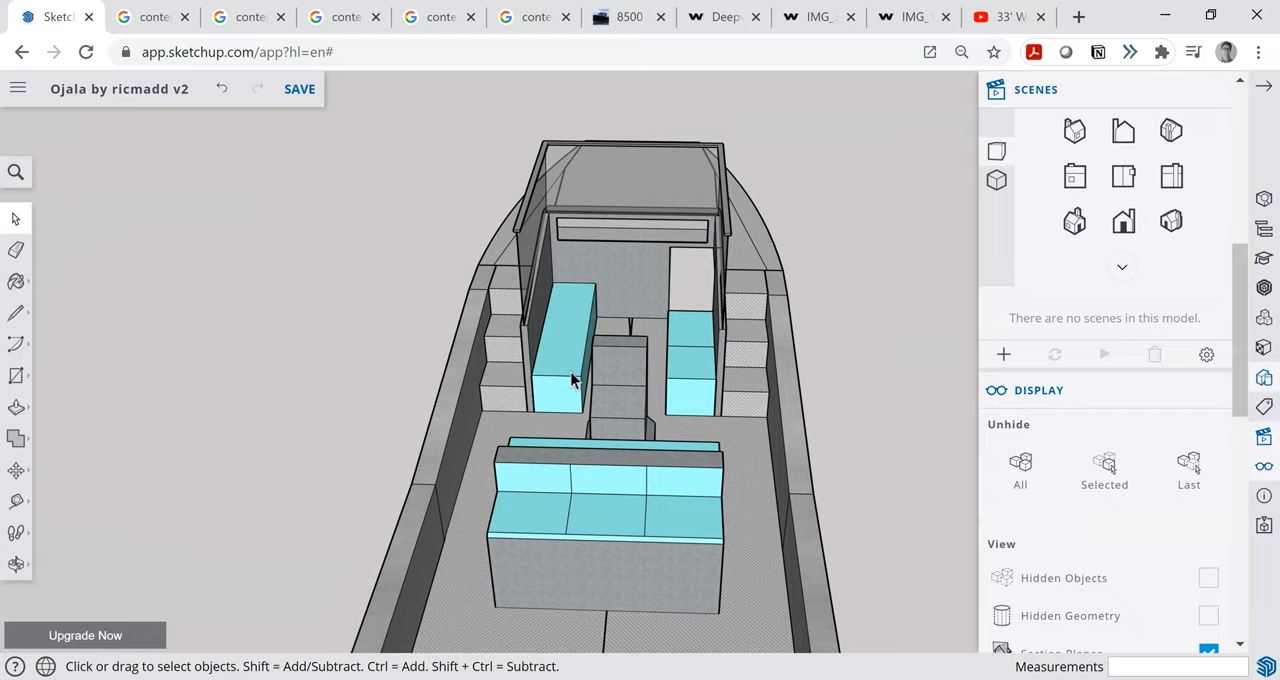 Sketch
conte
conte
conte
conte
conte
8500
Deep
IMG_
IMG_
33' W
app.sketchup.com/app?hl=en#
Ojala by ricmadd v2
SAVE
SCENES
There are no scenes in this model.
DISPLAY
Unhide
All
Selected
Last
View
Hidden Objects
Hidden Geometry
Upgrade Now
Click or drag to select objects. Shift = Add/Subtract. Ctrl = Add. Shift + Ctrl = Subtract.
Measurements